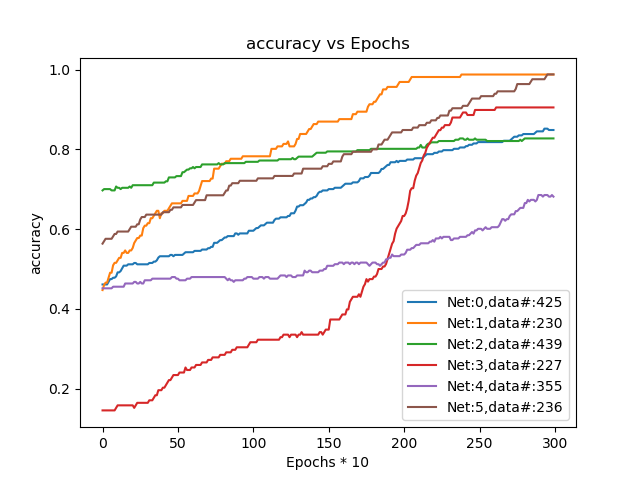 accuracy vs Epochs
1.0
0.8
0.6
0.4
0.2
accuracy
0
50
100
150
200
250
300
Epochs * 10
Net:0,data#:425
Net:1,data#:230
Net:2,data#:439
Net:3,data#:227
Net:4,data#:355
Net:5,data#:236